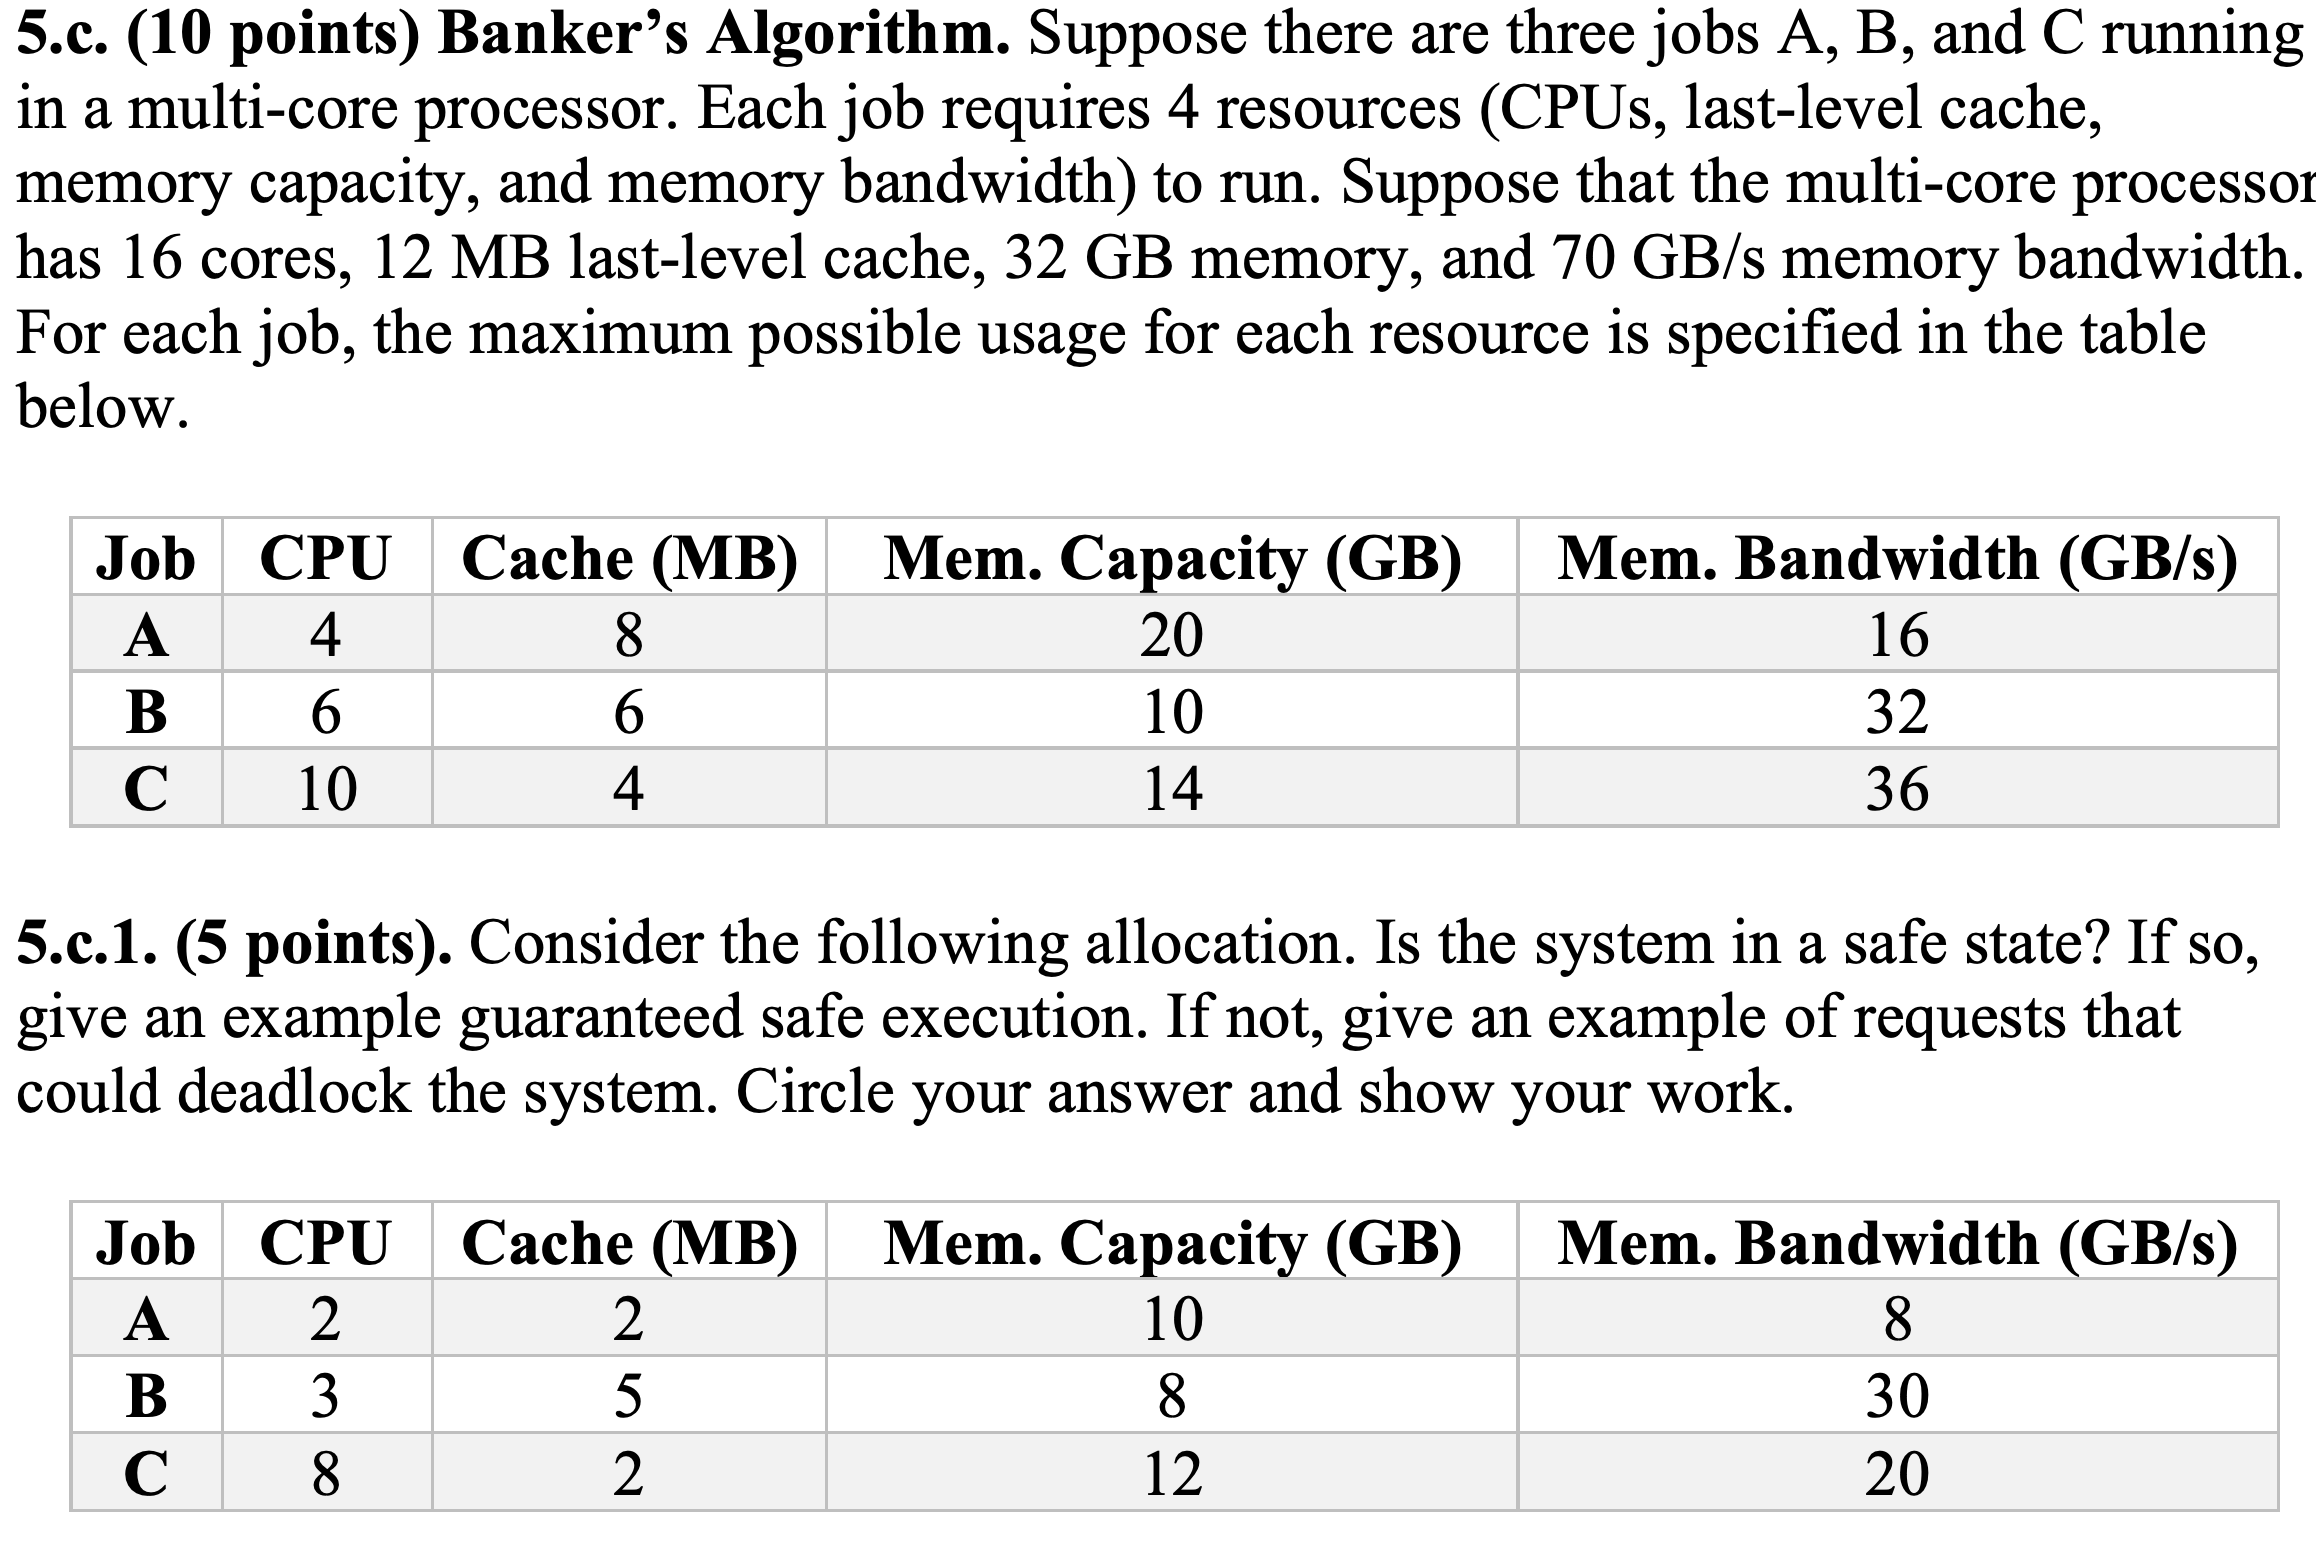 5.c. (10 points) Banker’s Algorithm. Suppose there are three jobs A, B, and C running
in a multi-core processor. Each job requires 4 resources (CPUs, last-level cache,
memory capacity, and memory bandwidth) to run. Suppose that the multi-core processor
has 16 cores, 12 MB last-level cache, 32 GB memory, and 70 GB/s memory bandwidth.
For each job, the maximum possible usage for each resource is specified in the table
below.
Job CPU Cache (MB) Mem. Capacity (GB) Mem. Bandwidth (GB/s)
A 4 8 20 16
B 6 6 10 32
C 10 4 14 36
5.c.1. (5 points). Consider the following allocation. Is the system in a safe state? If so,
give an example guaranteed safe execution. If not, give an example of requests that
could deadlock the system. Circle your answer and show your work.
Job CPU Cache (MB) Mem. Capacity (GB) Mem. Bandwidth (GB/s)
A 2 2 10 8
B 3 5 8 30
C 8 2 12 20